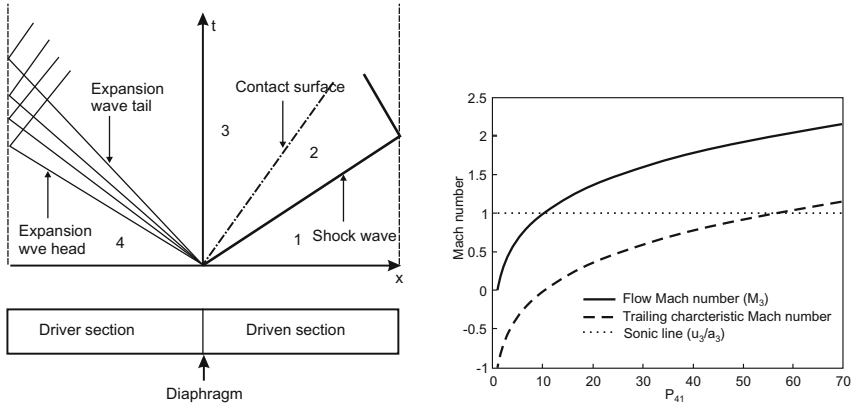 t
Expansion
wave tail
Contact surface
3
2
Expansion
wve head
4
1
Shock wave
x
Driver section
Driven section
Diaphragm
2.5
2
1.5
1
0.5
0
-0.5
-1
Mach number
Flow Mach number (M3)
Trailing charcteristic Mach number
Sonic line (u3/a3)
0 10 20 30 40 50 60 70
P41